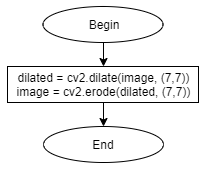 Begin
dilated = cv2.dilate(image, (7,7))
image = cv2.erode(dilated, (7,7))
End